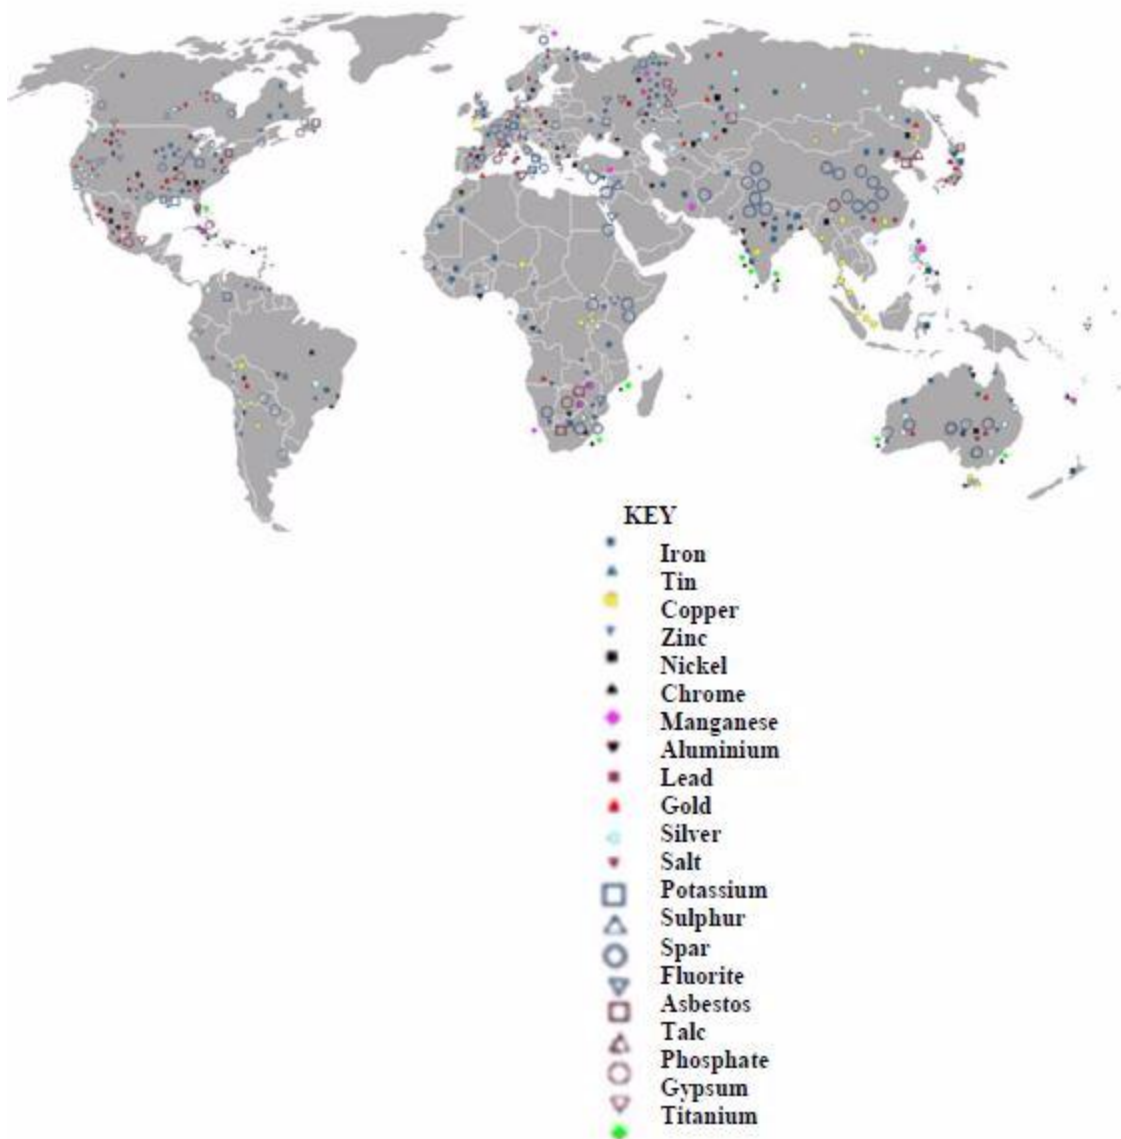 KEY
Iron
Tin
Copper
Zinc
Nickel
Chrome
Manganese
Aluminium
Lead
Gold
Silver
Salt
Potassium
Sulphur
Spar
Fluorite
Asbestos
Talc
Phosphate
Gypsum
Titanium